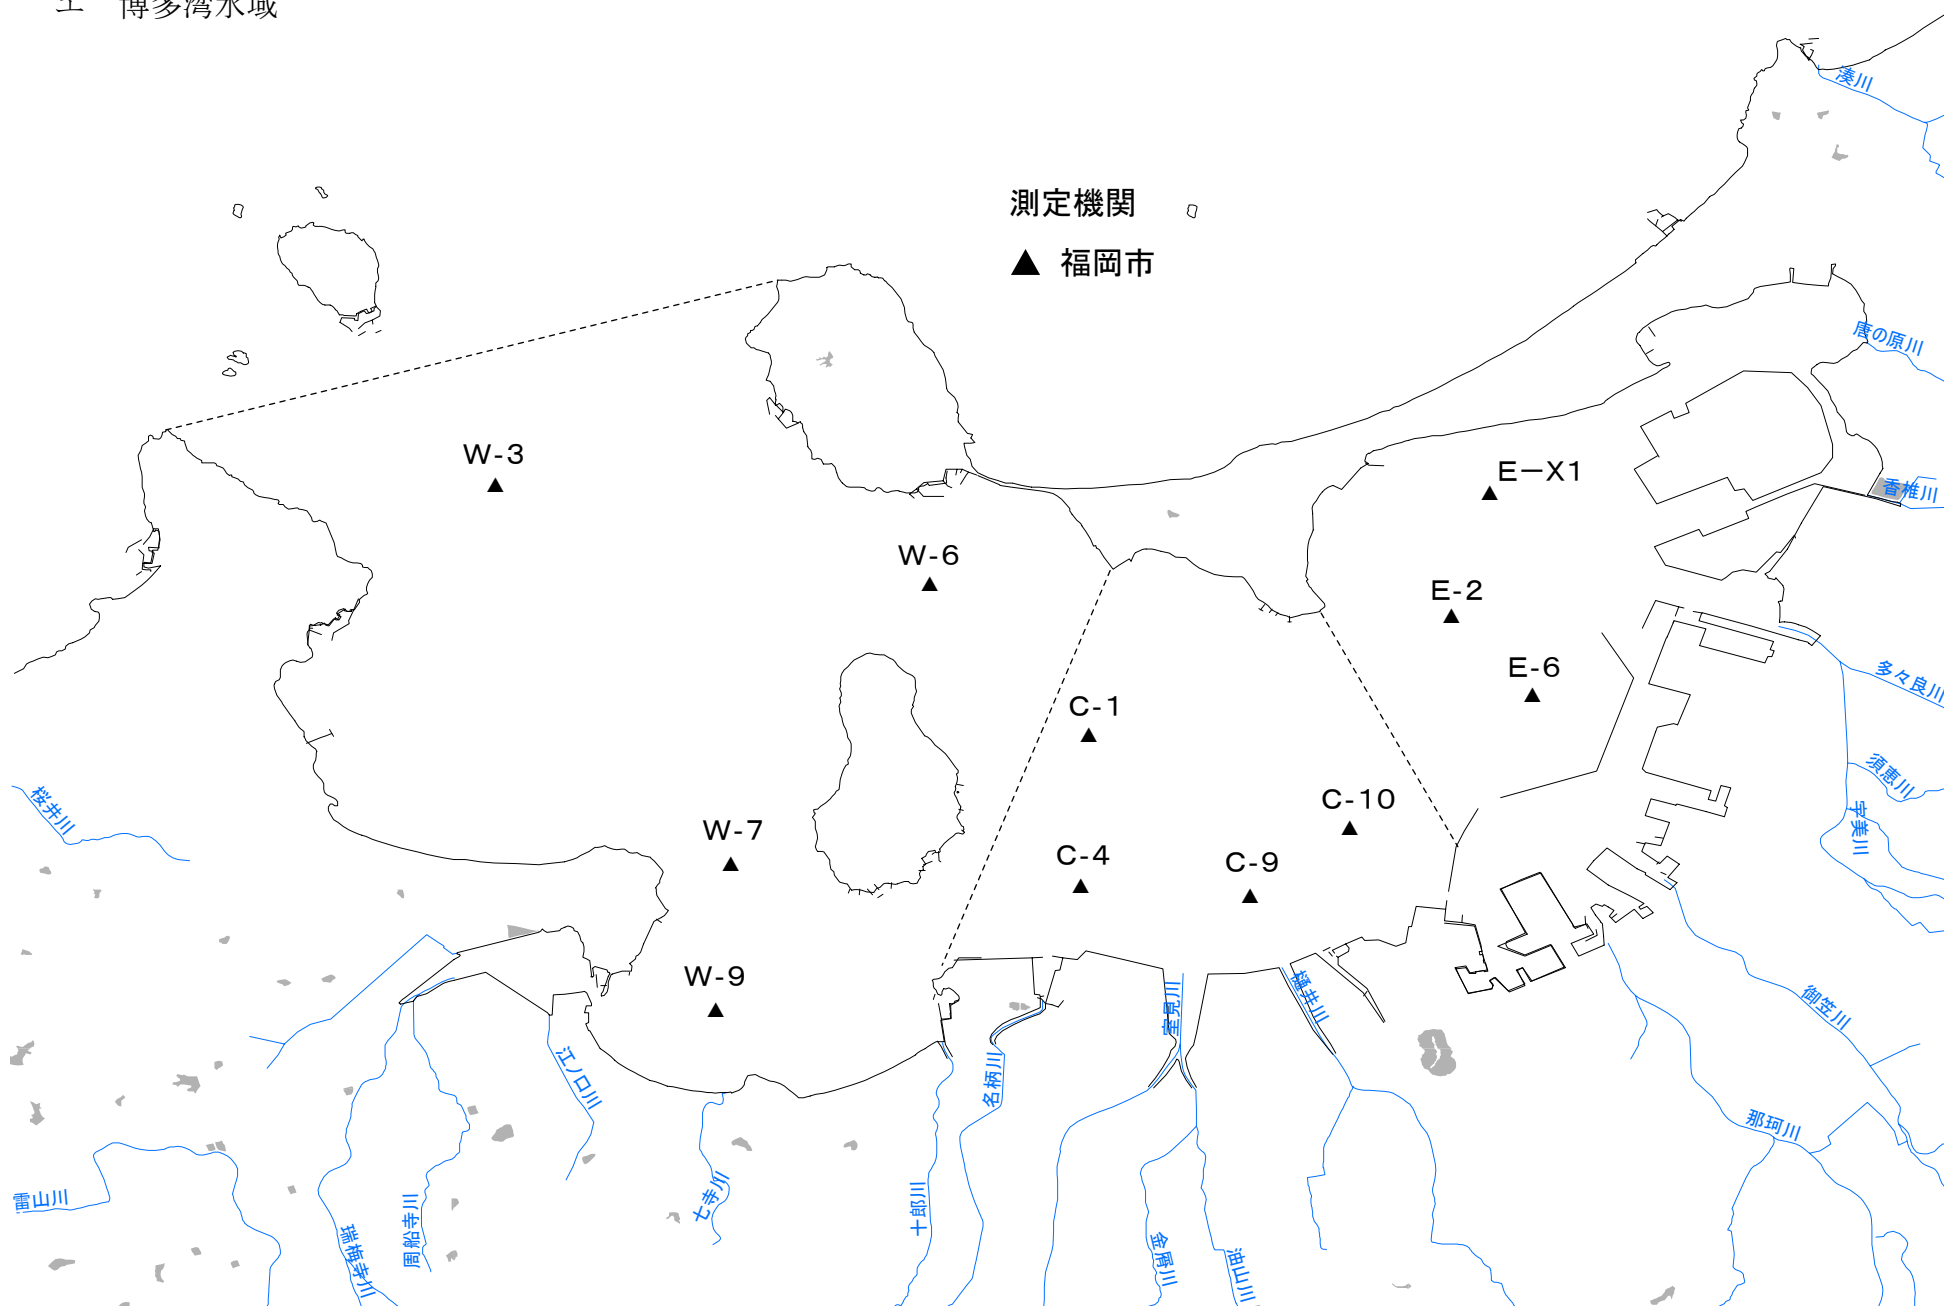 エ 博多湾水域
湊川
測定機関
▲ 福岡市
唐の原川
W-3
E－X1
香椎川
W-6
E-2
E-6
多々良川
C-1
須恵川
桜井川
C-10
宇美川
W-7
C-4
C-9
W-9
室見川
樋井川
御笠川
江ノ口川
名柄川
那珂川
雷山川
七寺川
十郎川
周船寺川
瑞梅寺川
金屑川
油山川